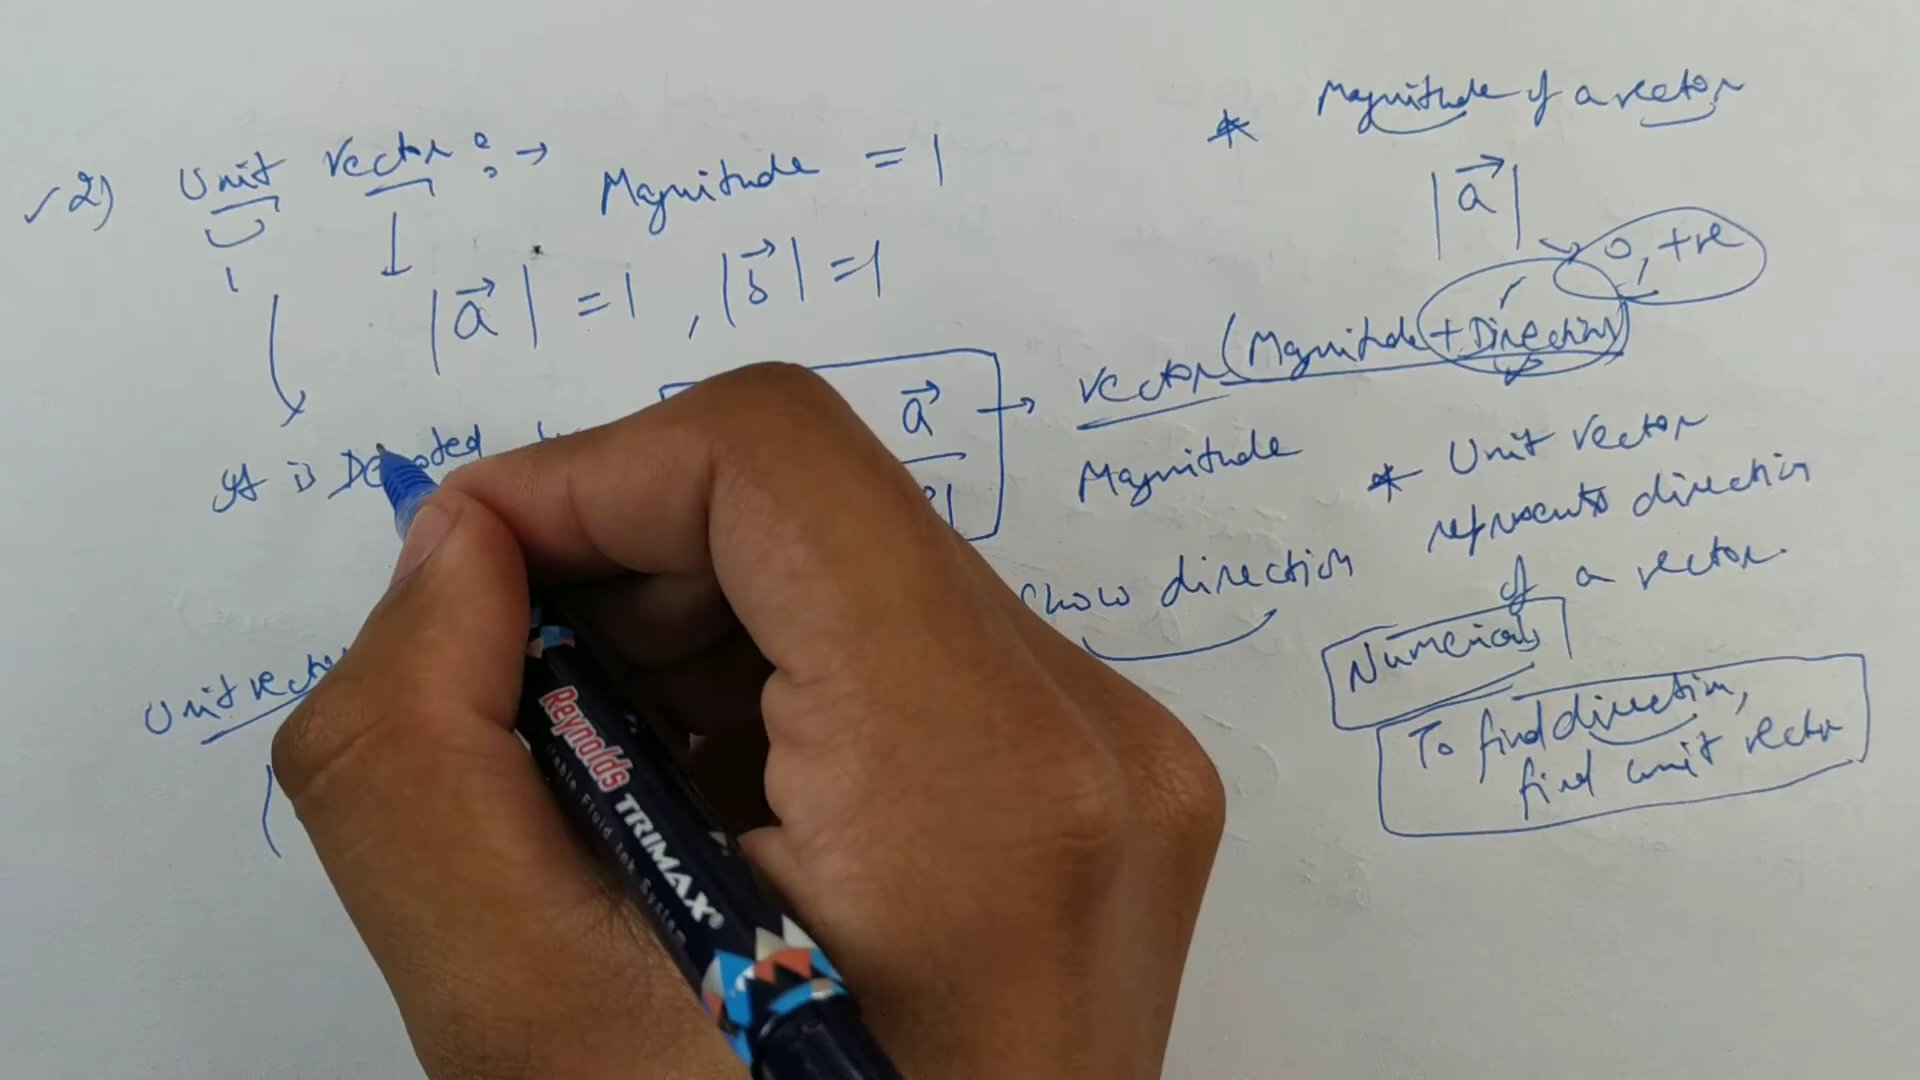 ✓ 2) Unit vector :→ Magnitude = 1
|a⃗| = 1 , |b⃗| = 1
It is Denoted
a⃗ → vector (Magnitude + Direction)
Magnitude
show direction
Unit vector
* Magnitude of a vector
|a⃗|
0, +ve
* Unit vector
represents direction
of a vector.
Numericals
To find direction,
find unit vector
Reynolds TRIMAX